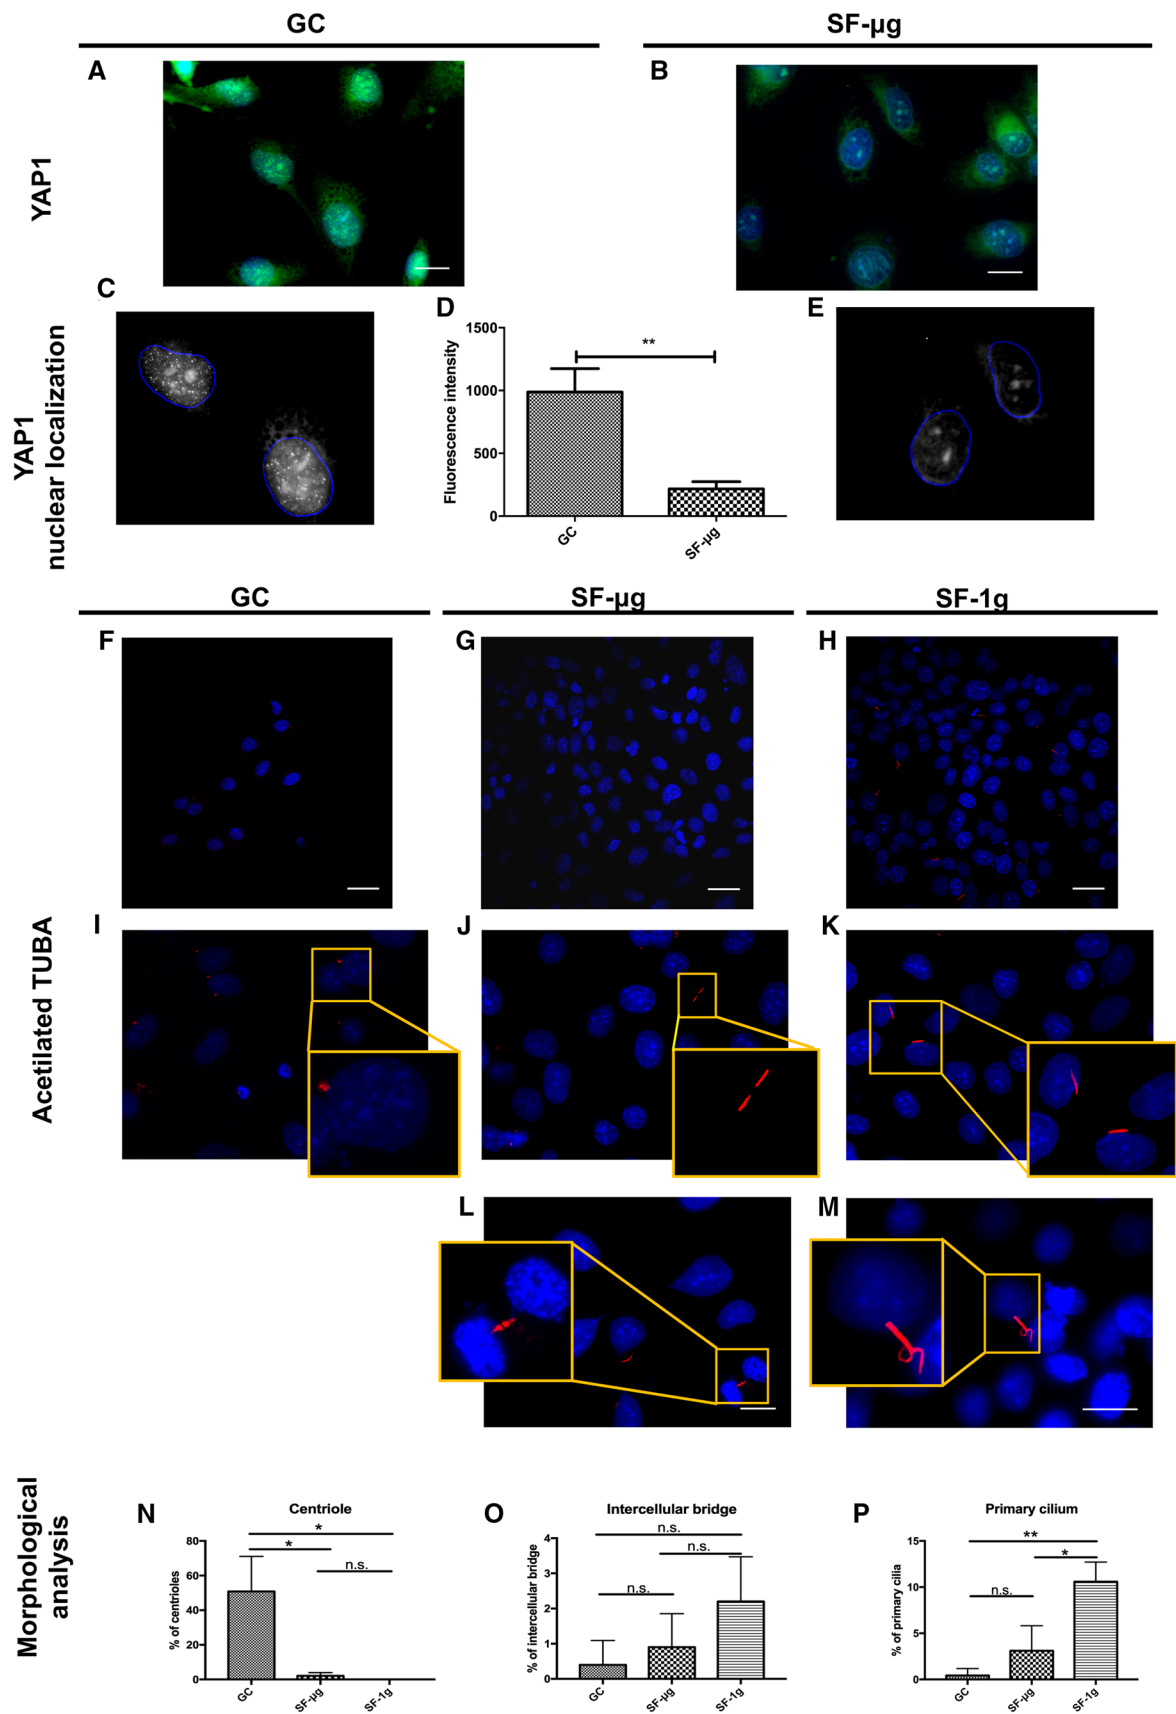 GC
SF-µg
A
B
YAP1
C
D
E
YAP1
nuclear localization
Fluorescence intensity
1500
1000
500
0
**
GC
SF-µg
GC
SF-µg
SF-1g
F
G
H
Acetilated TUBA
I
J
K
L
M
Morphological
analysis
N
Centriole
% of centrioles
80
60
40
20
0
*
*
n.s.
GC
SF-µg
SF-1g
O
Intercellular bridge
% of intercellular bridge
4
3
2
1
0
n.s.
n.s.
n.s.
GC
SF-µg
SF-1g
P
Primary cilium
% of primary cilia
15
10
5
0
**
*
n.s.
GC
SF-µg
SF-1g